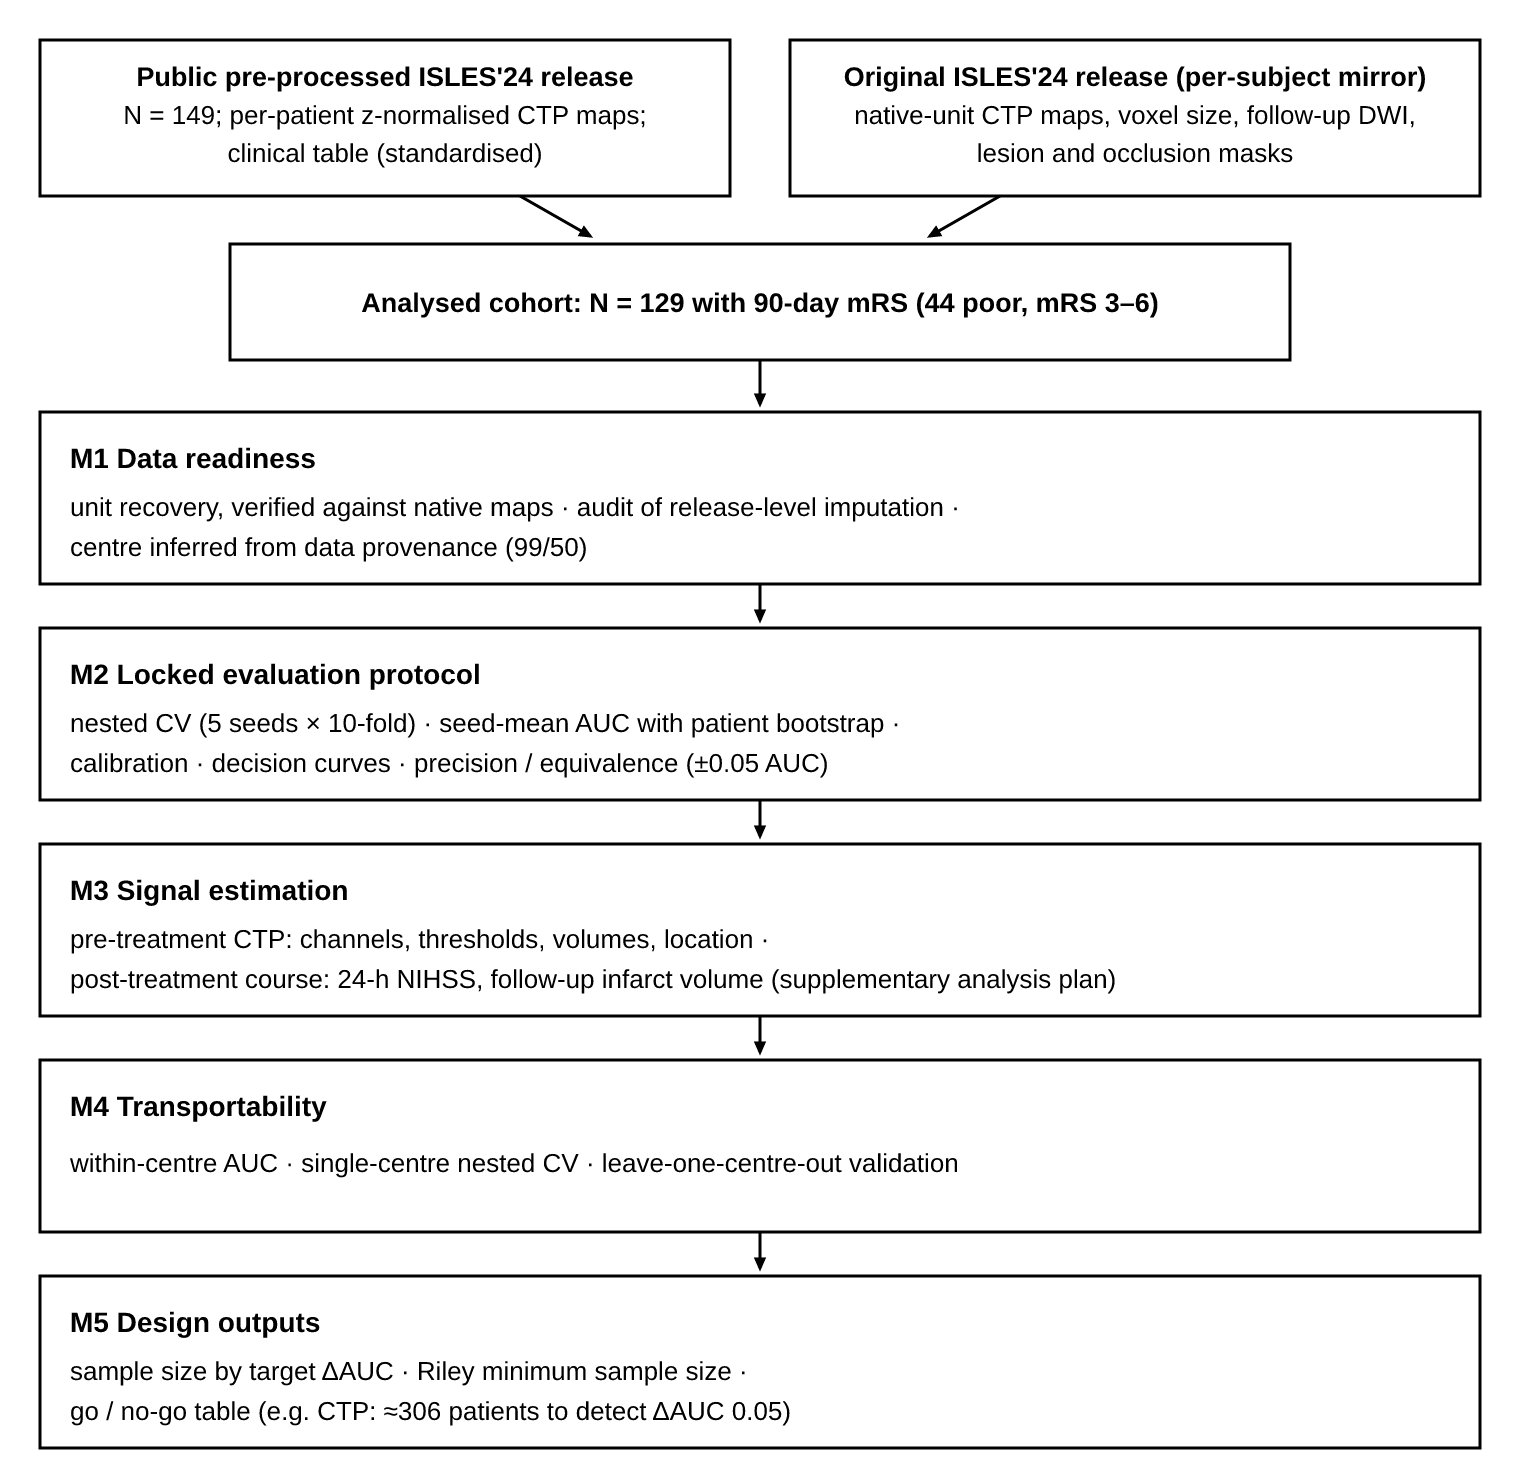 Public pre-processed ISLES'24 release
N = 149; per-patient z-normalised CTP maps;
clinical table (standardised)
Original ISLES'24 release (per-subject mirror)
native-unit CTP maps, voxel size, follow-up DWI,
lesion and occlusion masks
Analysed cohort: N = 129 with 90-day mRS (44 poor, mRS 3–6)
M1 Data readiness
unit recovery, verified against native maps · audit of release-level imputation ·
centre inferred from data provenance (99/50)
M2 Locked evaluation protocol
nested CV (5 seeds × 10-fold) · seed-mean AUC with patient bootstrap ·
calibration · decision curves · precision / equivalence (±0.05 AUC)
M3 Signal estimation
pre-treatment CTP: channels, thresholds, volumes, location ·
post-treatment course: 24-h NIHSS, follow-up infarct volume (supplementary analysis plan)
M4 Transportability
within-centre AUC · single-centre nested CV · leave-one-centre-out validation
M5 Design outputs
sample size by target ΔAUC · Riley minimum sample size ·
go / no-go table (e.g. CTP: ≈306 patients to detect ΔAUC 0.05)